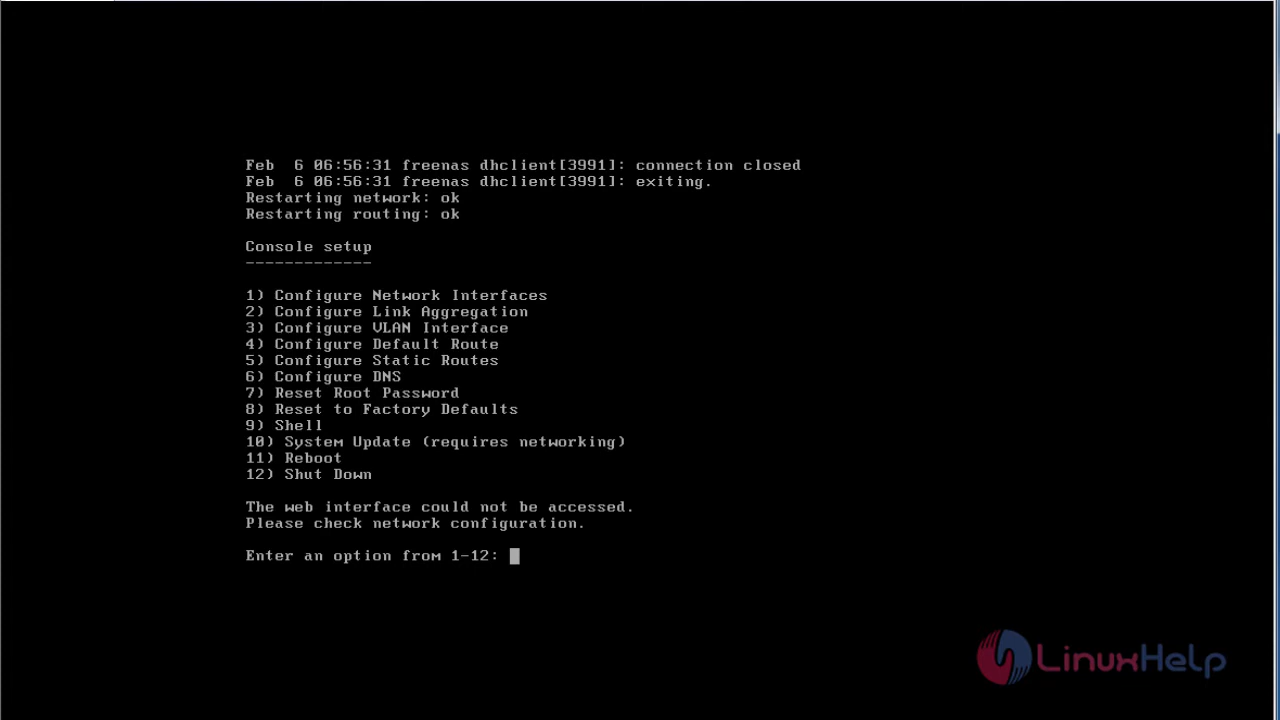 Feb  6 06:56:31 freenas dhclient[3991]: connection closed
Feb  6 06:56:31 freenas dhclient[3991]: exiting.
Restarting network: ok
Restarting routing: ok
Console setup
-------------
1) Configure Network Interfaces
2) Configure Link Aggregation
3) Configure VLAN Interface
4) Configure Default Route
5) Configure Static Routes
6) Configure DNS
7) Reset Root Password
8) Reset to Factory Defaults
9) Shell
10) System Update (requires networking)
11) Reboot
12) Shut Down
The web interface could not be accessed.
Please check network configuration.
Enter an option from 1-12:
LinuxHelp